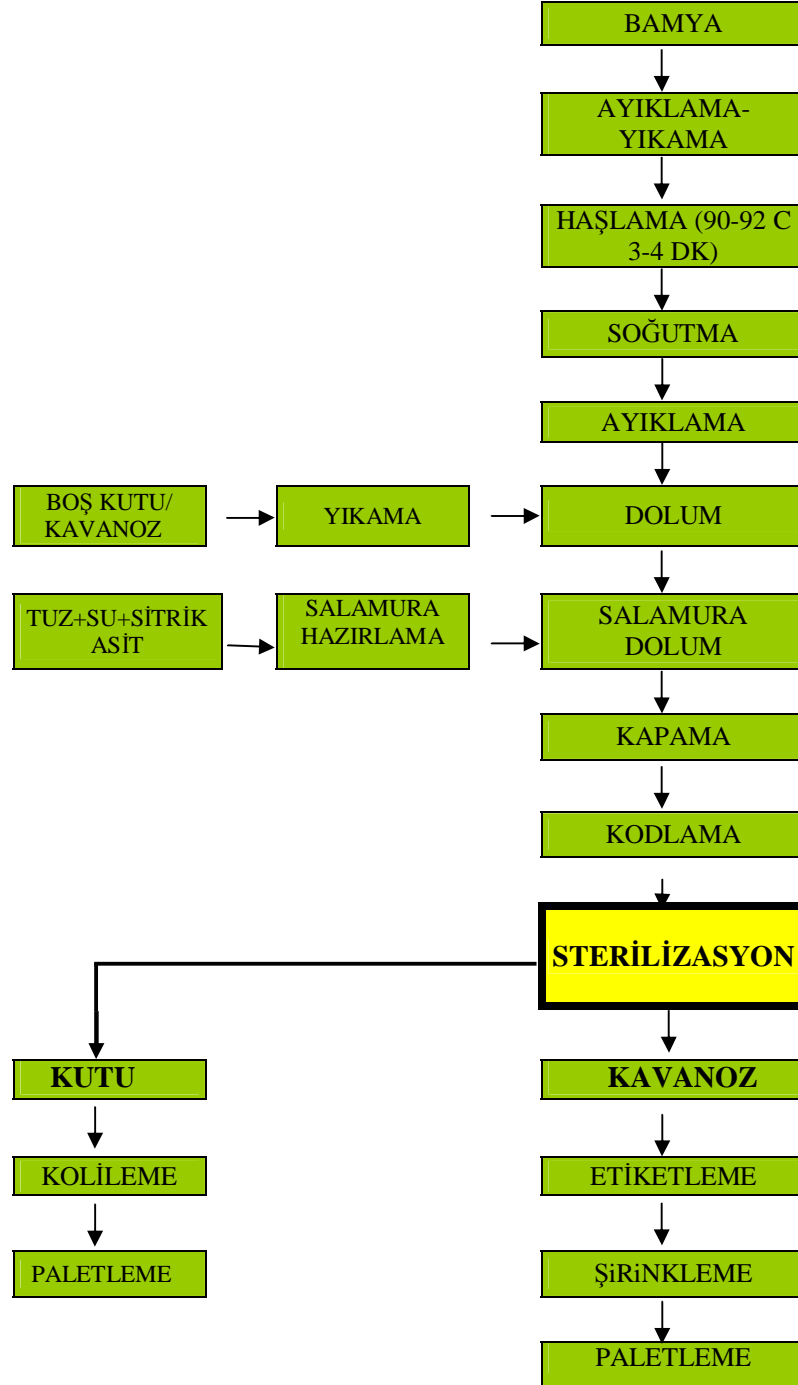 BAMYA
AYIKLAMA-
YIKAMA
HAŞLAMA (90-92 C
3-4 DK)
SOĞUTMA
AYIKLAMA
BOŞ KUTU/
KAVANOZ
YIKAMA
DOLUM
TUZ+SU+SİTRİK
ASİT
SALAMURA
HAZIRLAMA
SALAMURA
DOLUM
KAPAMA
KODLAMA
STERİLİZASYON
KUTU
KAVANOZ
KOLİLEME
ETİKETLEME
PALETLEME
ŞiRiNKLEME
PALETLEME